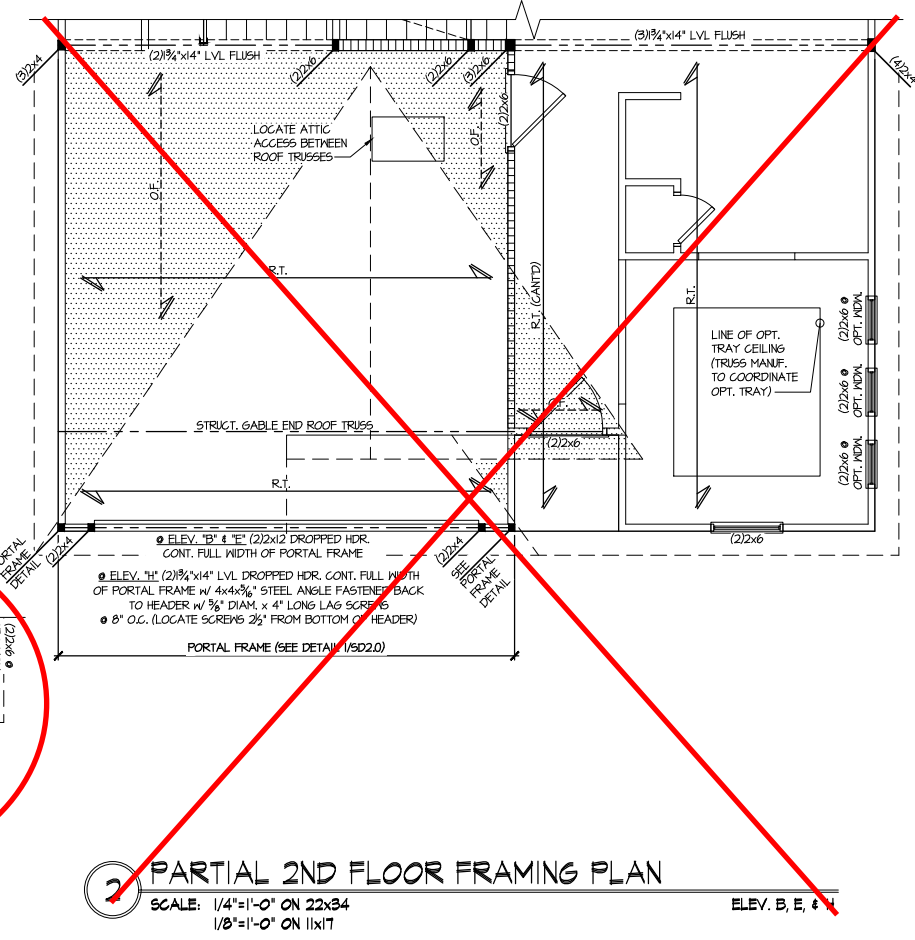 (2)1¾"x14" LVL FLUSH
(3)1¾"x14" LVL FLUSH
(3)2x4
(2)2x6
(2)2x6
(3)2x6
(4)2x4
(2)2x6
LOCATE ATTIC
ACCESS BETWEEN
ROOF TRUSSES
O.F.
O.F.
R.T.
R.T. (CANT'D)
R.T.
LINE OF OPT.
TRAY CEILING
(TRUSS MANUF.
TO COORDINATE
OPT. TRAY)
(2)2x6 @
OPT. WDW.
(2)2x6 @
OPT. WDW.
(2)2x6 @
OPT. WDW.
O.F.
STRUCT. GABLE END ROOF TRUSS
(2)2x6
R.T.
(2)2x6
FRAME
DETAIL
(2)2x4
@ ELEV. "B" & "E" (2)2x12 DROPPED HDR.
CONT. FULL WIDTH OF PORTAL FRAME
(2)2x4
SEE
PORTAL
FRAME
DETAIL
@ ELEV. "H" (2)1¾"x14" LVL DROPPED HDR. CONT. FULL WIDTH
OF PORTAL FRAME W/ 4x4x5/16" STEEL ANGLE FASTENED BACK
TO HEADER W/ ⅝" DIAM. x 4" LONG LAG SCREWS
@ 8" O.C. (LOCATE SCREWS 2½" FROM BOTTOM OF HEADER)
(2)2x6
@
PORTAL FRAME (SEE DETAIL 1/SD2.0)
2
PARTIAL 2ND FLOOR FRAMING PLAN
SCALE: 1/4"=1'-0" ON 22x34
1/8"=1'-0" ON 11x17
ELEV. B, E, & H